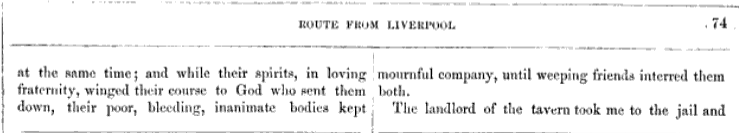 ROUTE FROM LIVERPOOL
74
at the same time; and while their spirits, in loving
fraternity, winged their course to God who sent them
down, their poor, bleeding, inanimate bodies kept
mournful company, until weeping friends interred them
both.
The landlord of the tavern took me to the jail and